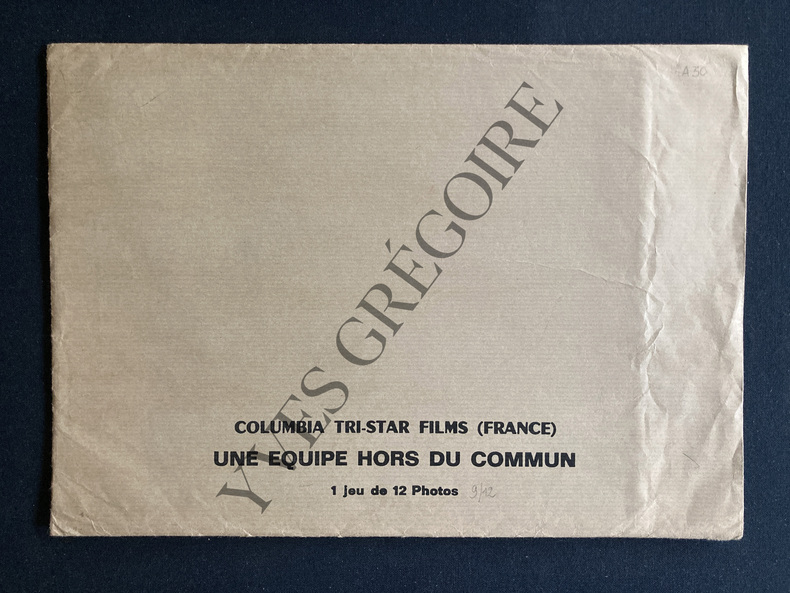 A 50
YVES GRÉGOIRE
COLUMBIA TRI-STAR FILMS (FRANCE)
UNE EQUIPE HORS DU COMMUN
1 jeu de 12 Photos 9/12